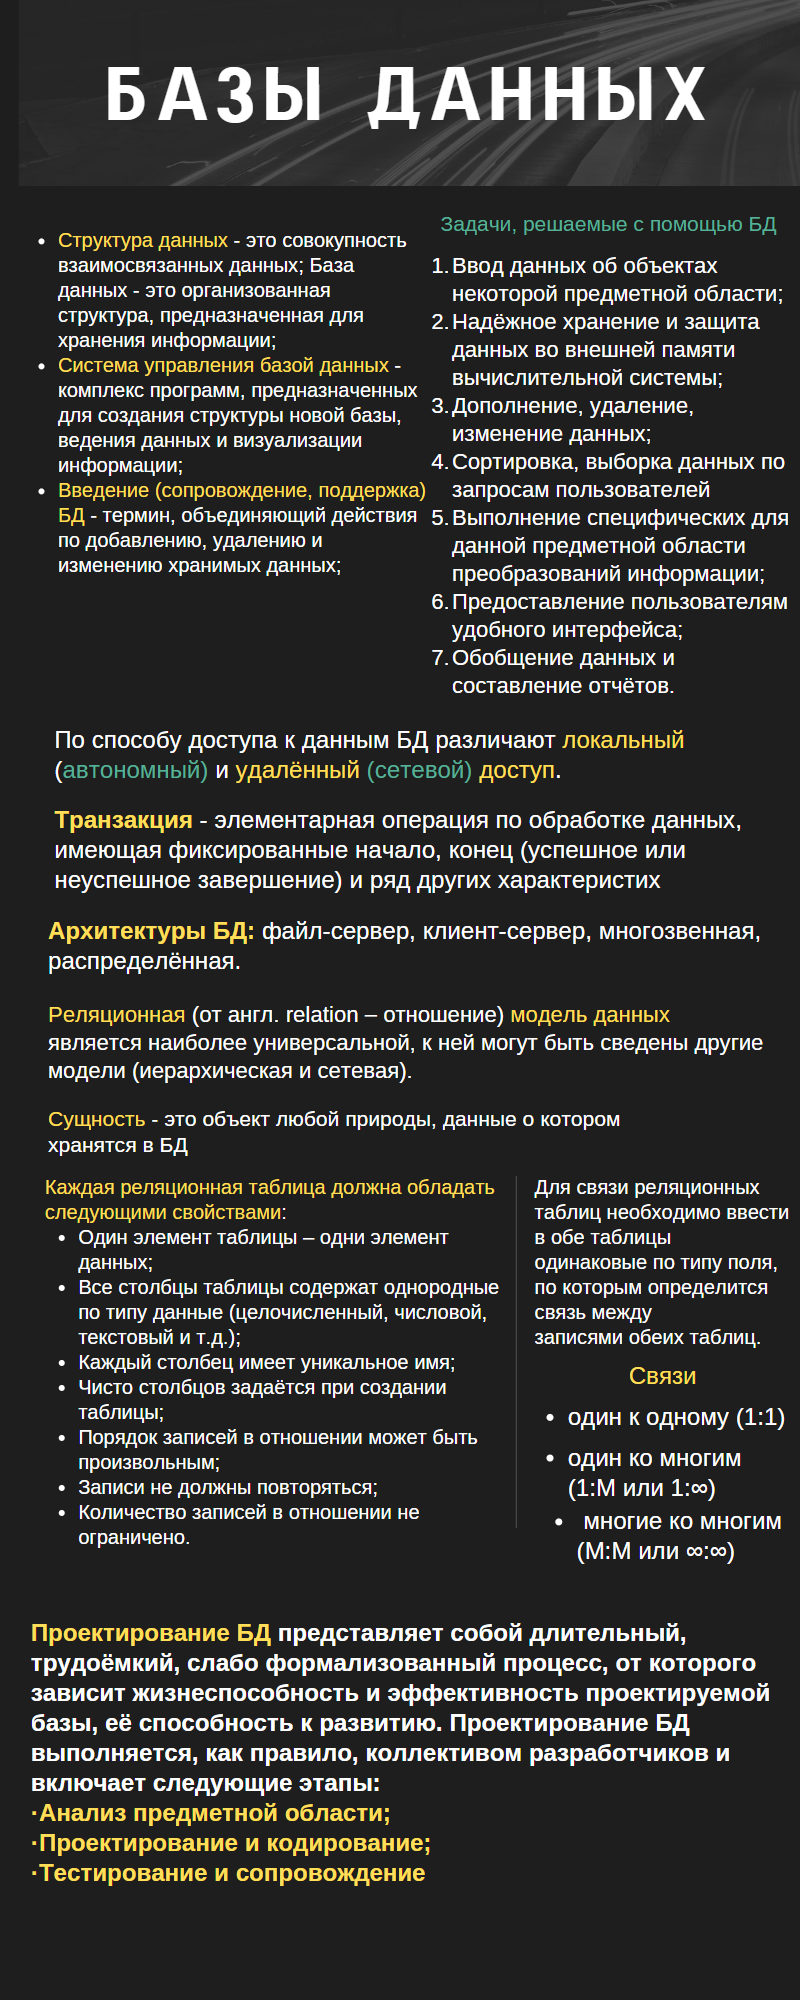 БАЗЫ ДАННЫХ
• Структура данных - это совокупность
взаимосвязанных данных; База
данных - это организованная
структура, предназначенная для
хранения информации;
• Система управления базой данных -
комплекс программ, предназначенных
для создания структуры новой базы,
ведения данных и визуализации
информации;
• Введение (сопровождение, поддержка)
БД - термин, объединяющий действия
по добавлению, удалению и
изменению хранимых данных;
Задачи, решаемые с помощью БД
1. Ввод данных об объектах
некоторой предметной области;
2. Надёжное хранение и защита
данных во внешней памяти
вычислительной системы;
3. Дополнение, удаление,
изменение данных;
4. Сортировка, выборка данных по
запросам пользователей
5. Выполнение специфических для
данной предметной области
преобразований информации;
6. Предоставление пользователям
удобного интерфейса;
7. Обобщение данных и
составление отчётов.
По способу доступа к данным БД различают локальный
(автономный) и удалённый (сетевой) доступ.
Транзакция - элементарная операция по обработке данных,
имеющая фиксированные начало, конец (успешное или
неуспешное завершение) и ряд других характеристих
Архитектуры БД: файл-сервер, клиент-сервер, многозвенная,
распределённая.
Реляционная (от англ. relation – отношение) модель данных
является наиболее универсальной, к ней могут быть сведены другие
модели (иерархическая и сетевая).
Сущность - это объект любой природы, данные о котором
хранятся в БД
Каждая реляционная таблица должна обладать
следующими свойствами:
• Один элемент таблицы – одни элемент
данных;
• Все столбцы таблицы содержат однородные
по типу данные (целочисленный, числовой,
текстовый и т.д.);
• Каждый столбец имеет уникальное имя;
• Чисто столбцов задаётся при создании
таблицы;
• Порядок записей в отношении может быть
произвольным;
• Записи не должны повторяться;
• Количество записей в отношении не
ограничено.
Для связи реляционных
таблиц необходимо ввести
в обе таблицы
одинаковые по типу поля,
по которым определится
связь между
записями обеих таблиц.
Связи
• один к одному (1:1)
• один ко многим
(1:М или 1:∞)
• многие ко многим
(М:М или ∞:∞)
Проектирование БД представляет собой длительный,
трудоёмкий, слабо формализованный процесс, от которого
зависит жизнеспособность и эффективность проектируемой
базы, её способность к развитию. Проектирование БД
выполняется, как правило, коллективом разработчиков и
включает следующие этапы:
·Анализ предметной области;
·Проектирование и кодирование;
·Тестирование и сопровождение